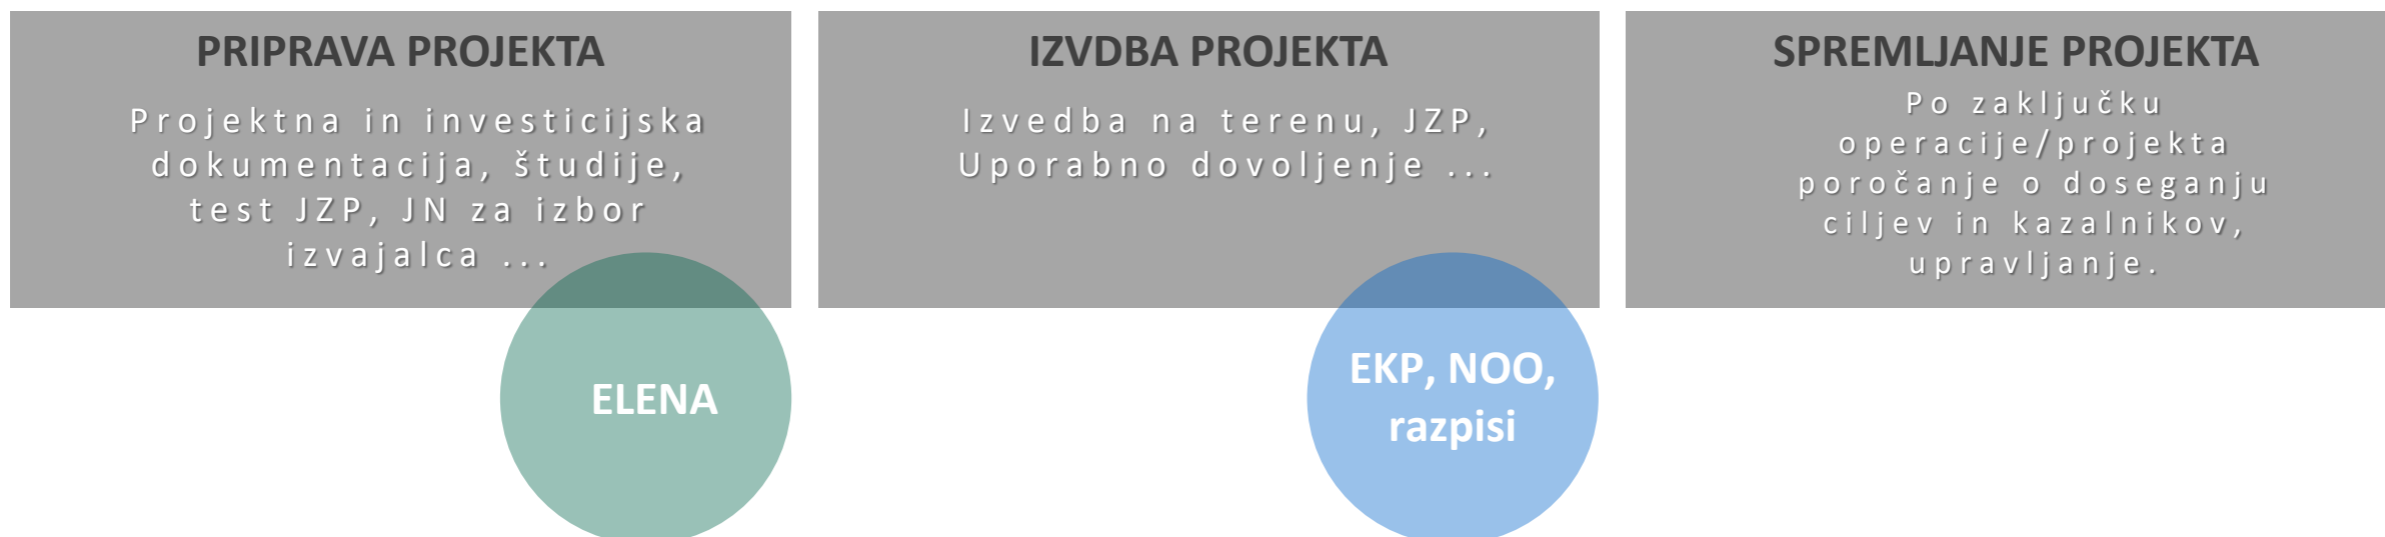 PRIPRAVA PROJEKTA
Projektna in investicijska
dokumentacija, študije,
test JZP, JN za izbor
izvajalca ...
ELENA
IZVDBA PROJEKTA
Izvedba na terenu, JZP,
Uporabno dovoljenje ...
EKP, NOO,
razpisi
SPREMLJANJE PROJEKTA
Po zaključku
operacije/projekta
poročanje o doseganju
ciljev in kazalnikov,
upravljanje.